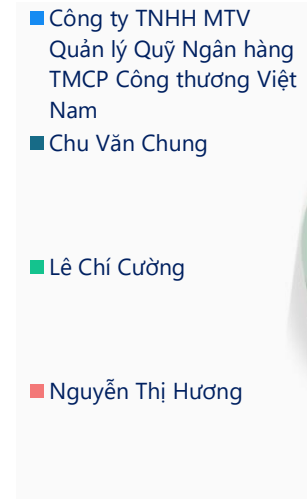 Công ty TNHH MTV
Quản lý Quỹ Ngân hàng
TMCP Công thương Việt
Nam
Chu Văn Chung
Lê Chí Cường
Nguyễn Thị Hương